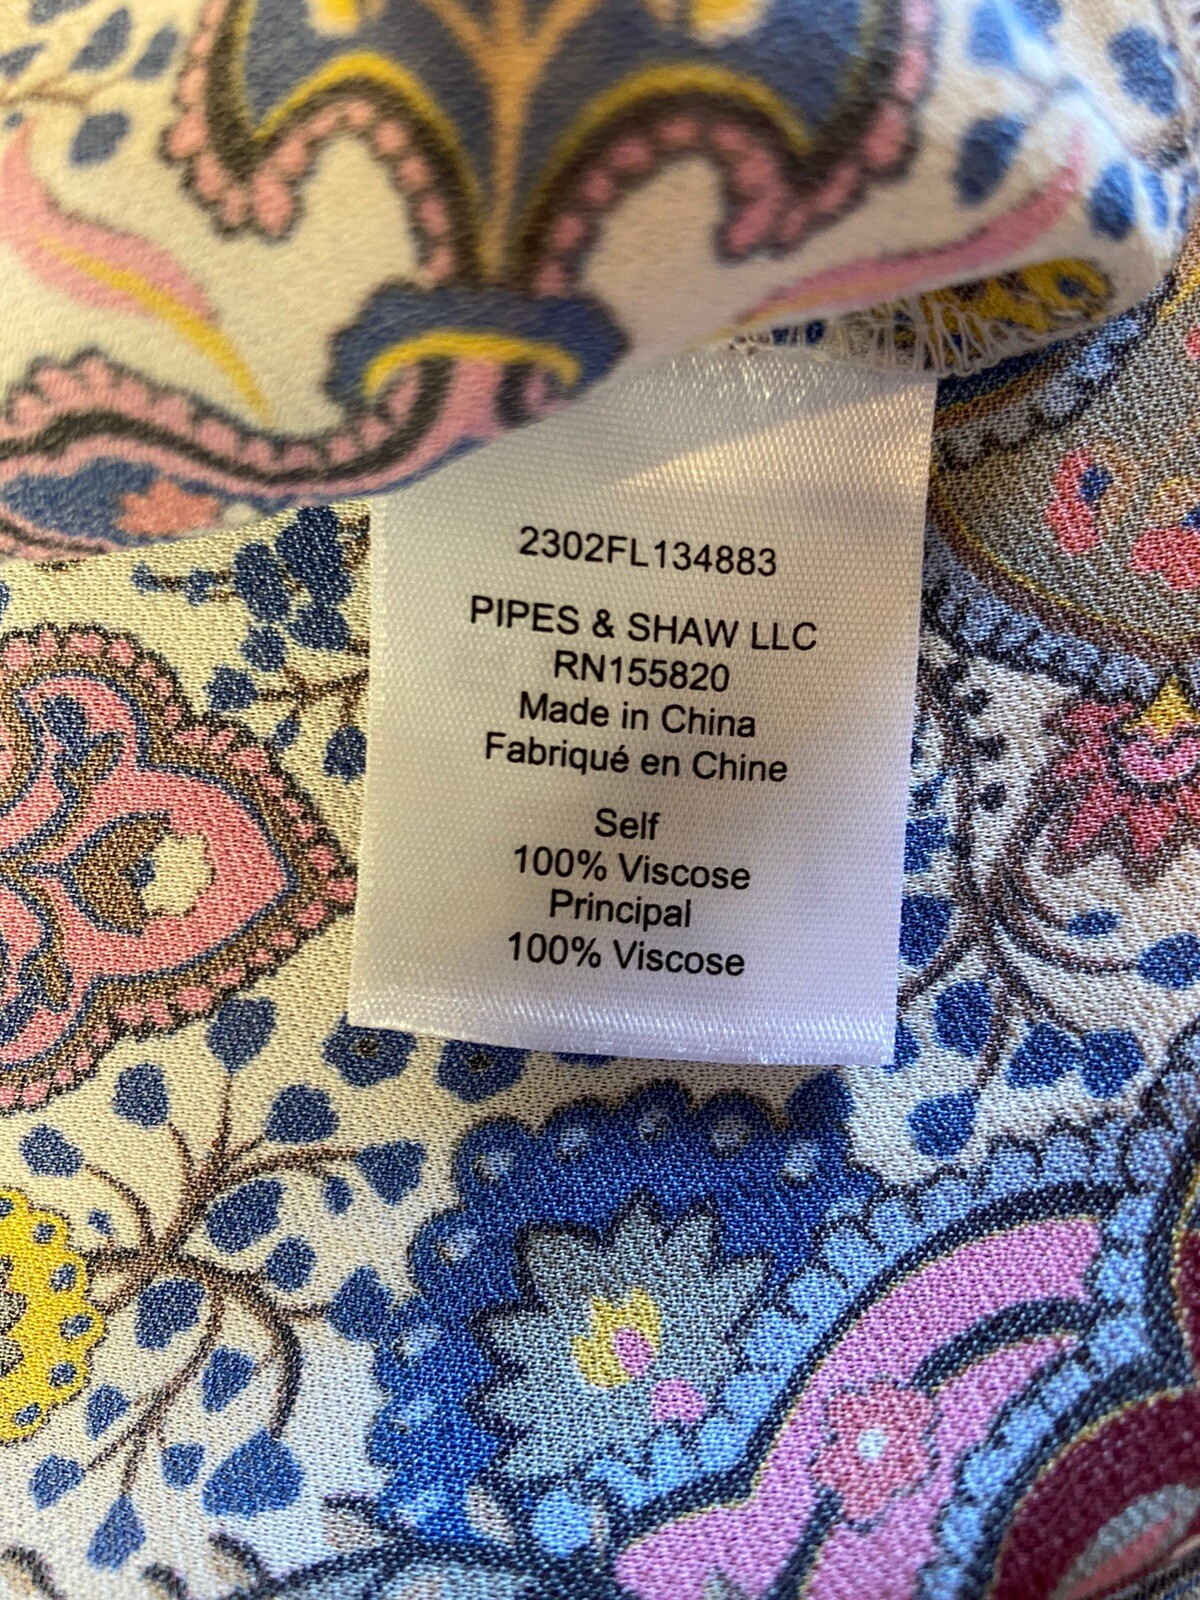 2302FL134883
PIPES & SHAW LLC
RN155820
Made in China
Fabriqué en Chine
Self
100% Viscose
Principal
100% Viscose